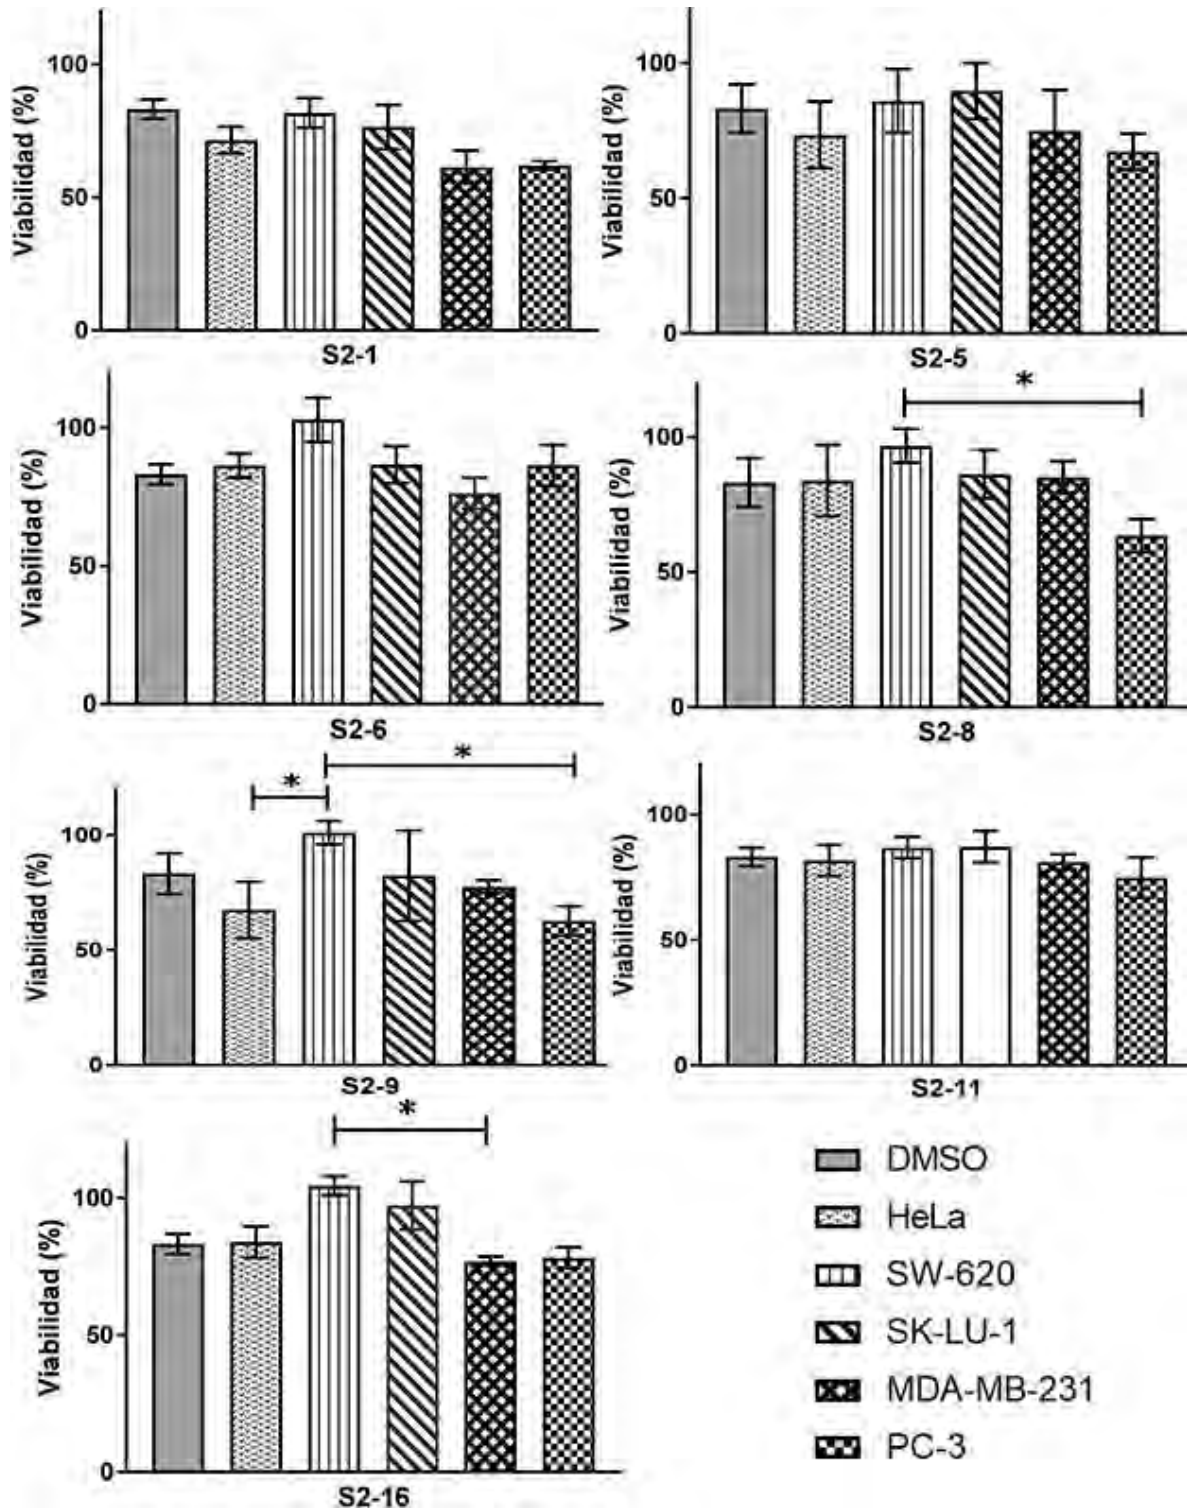 Viabilidad (%)
100
50
0
S2-1
Viabilidad (%)
100
50
0
S2-5
Viabilidad (%)
100
50
0
S2-6
Viabilidad (%)
100
50
0
*
S2-8
Viabilidad (%)
100
50
0
*
*
S2-9
Viabilidad (%)
100
50
0
S2-11
Viabilidad (%)
100
50
0
*
S2-16
DMSO
HeLa
SW-620
SK-LU-1
MDA-MB-231
PC-3